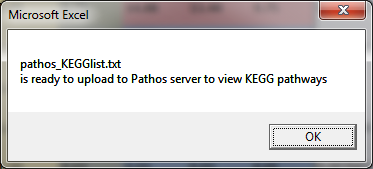 Microsoft Excel
pathos_KEGGlist.txt
is ready to upload to Pathos server to view KEGG pathways
OK